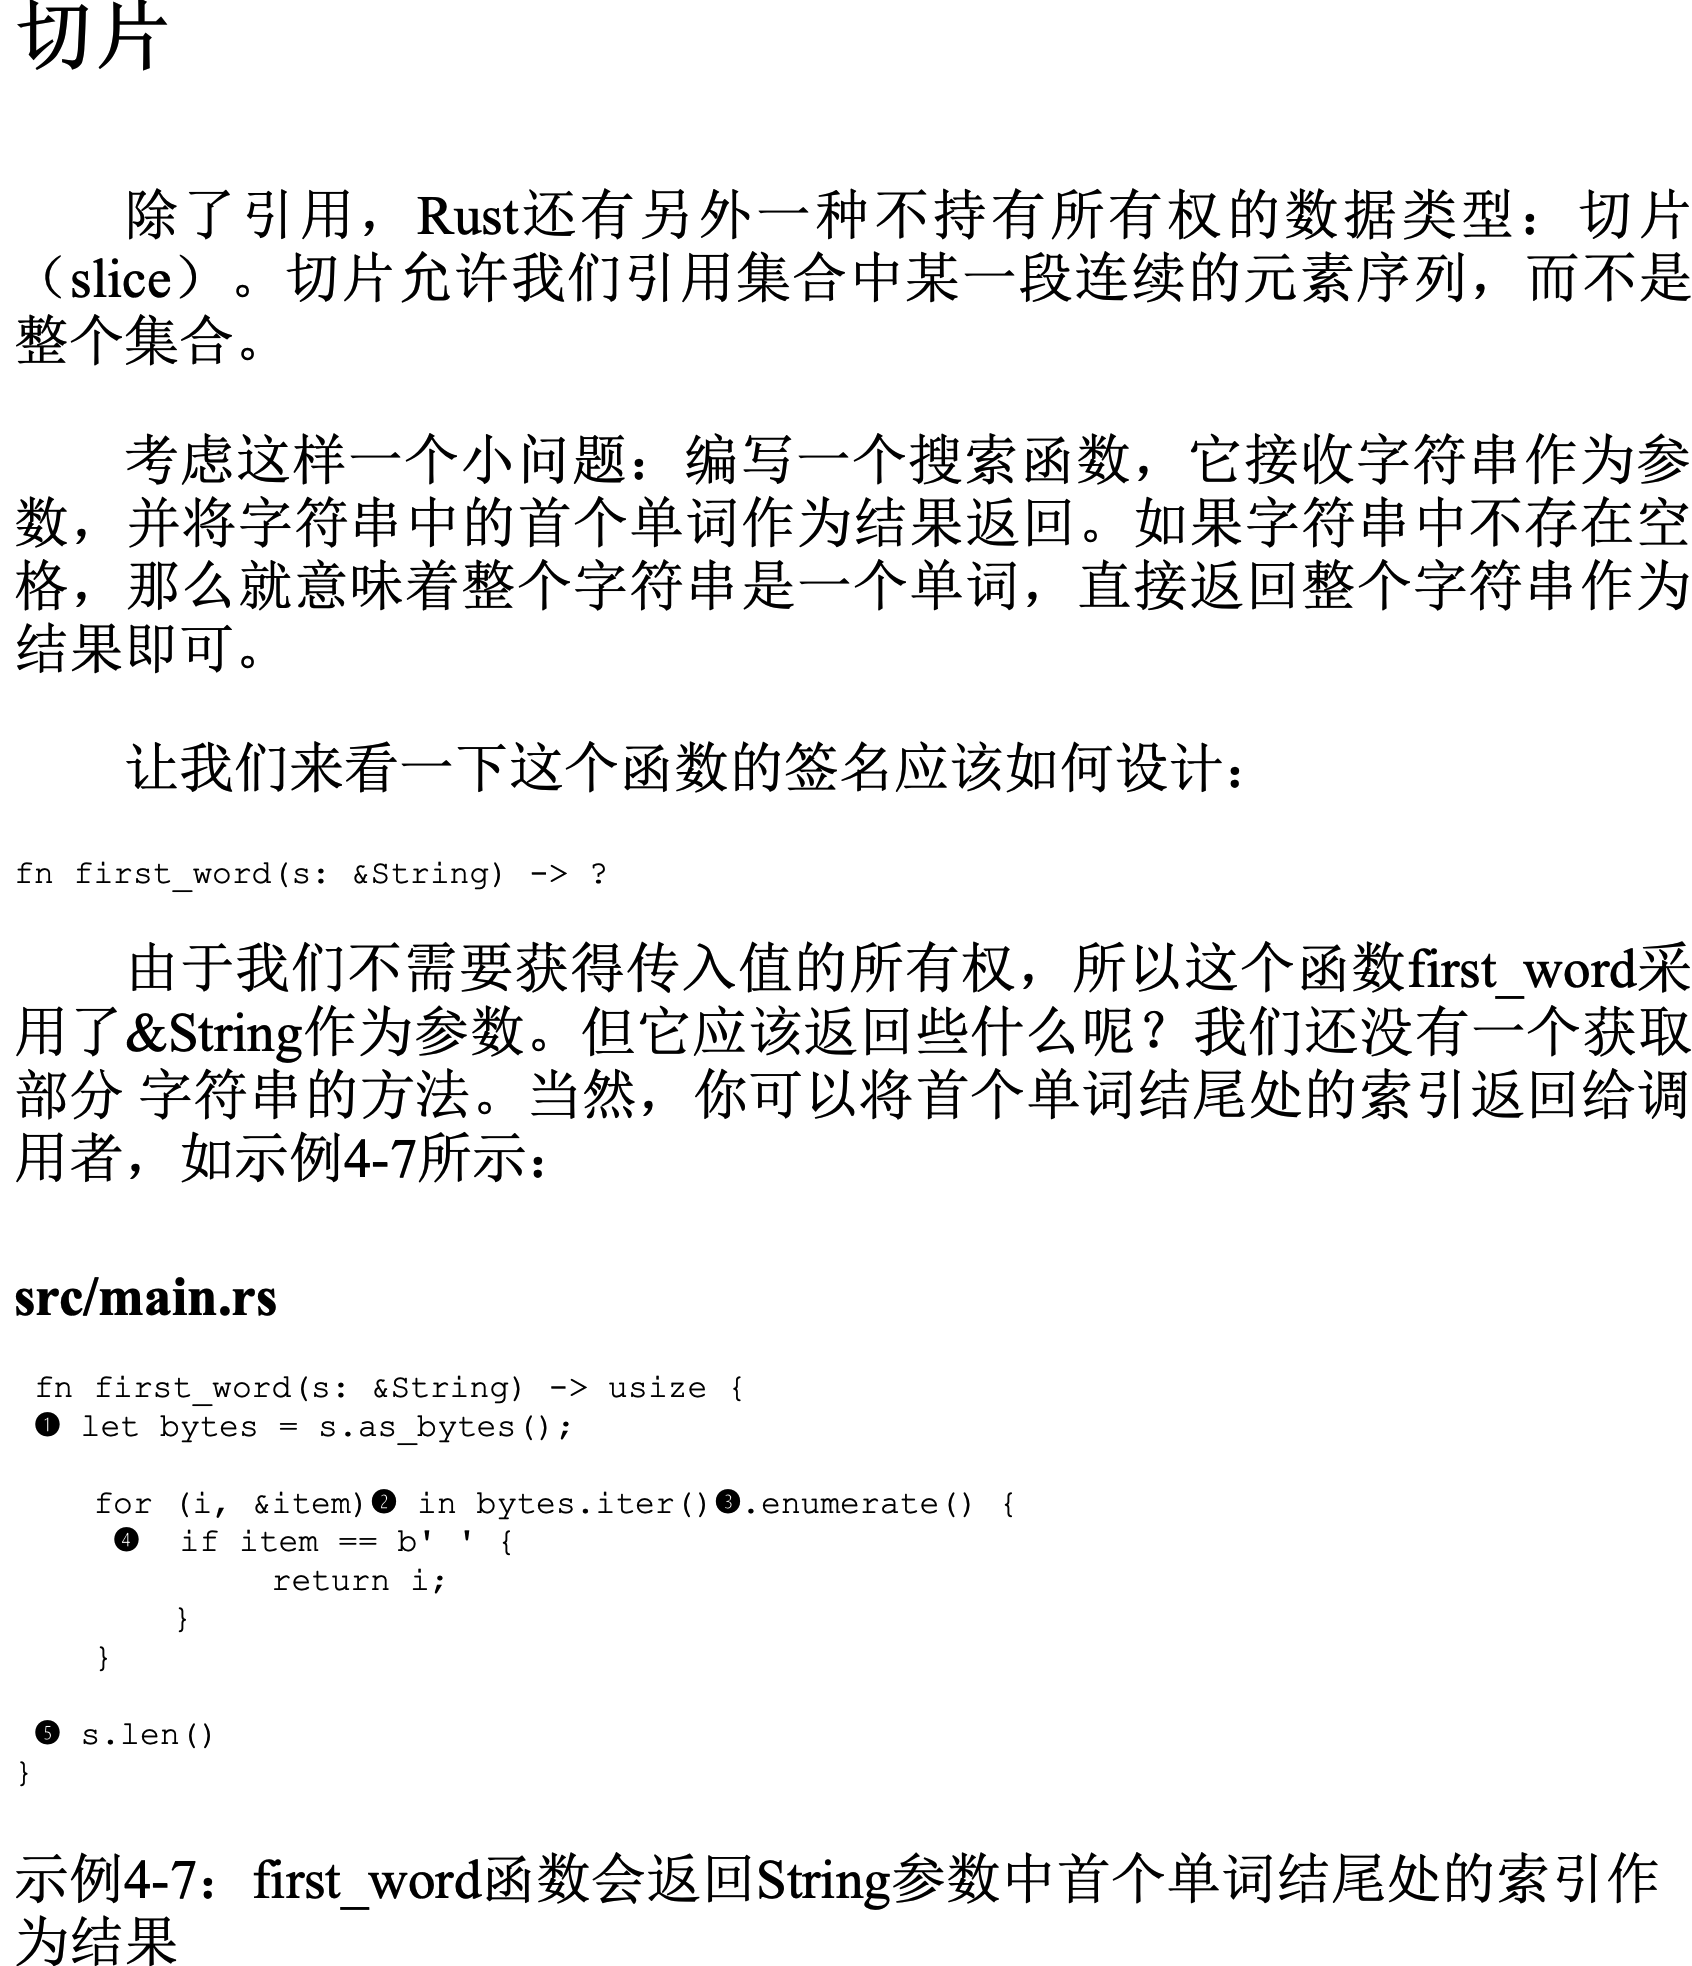 切片
除了引用，Rust还有另外一种不持有所有权的数据类型：切片
（slice）。切片允许我们引用集合中某一段连续的元素序列，而不是
整个集合。
考虑这样一个小问题：编写一个搜索函数，它接收字符串作为参
数，并将字符串中的首个单词作为结果返回。如果字符串中不存在空
格，那么就意味着整个字符串是一个单词，直接返回整个字符串作为
结果即可。
让我们来看一下这个函数的签名应该如何设计：
fn first_word(s: &String) -> ?
由于我们不需要获得传入值的所有权，所以这个函数first_word采
用了&String作为参数。但它应该返回些什么呢？我们还没有一个获取
部分 字符串的方法。当然，你可以将首个单词结尾处的索引返回给调
用者，如示例4-7所示：
src/main.rs
fn first_word(s: &String) -> usize {
❶ let bytes = s.as_bytes();
for (i, &item)❷ in bytes.iter()❸.enumerate() {
❹ if item == b' ' {
return i;
}
}
❺ s.len()
}
示例4-7：first_word函数会返回String参数中首个单词结尾处的索引作
为结果